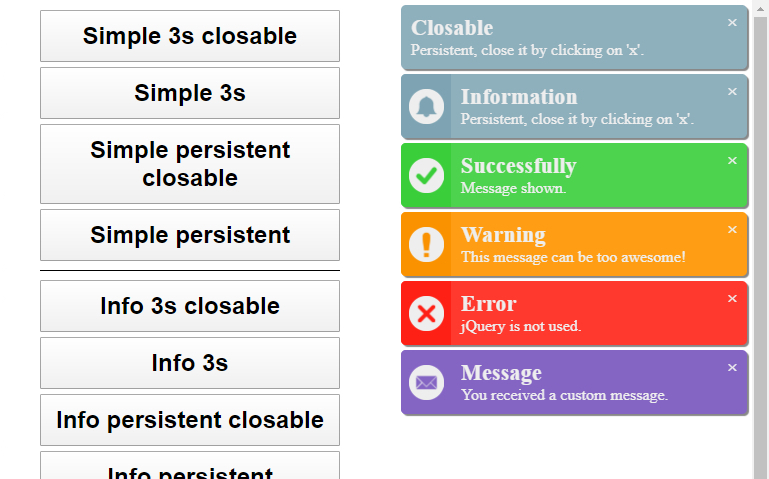 Simple 3s closable
Simple 3s
Simple persistent
closable
Simple persistent
Info 3s closable
Info 3s
Info persistent closable
Info persistent
Closable ×
Persistent, close it by clicking on 'x'.
Information ×
Persistent, close it by clicking on 'x'.
Successfully ×
Message shown.
Warning ×
This message can be too awesome!
Error ×
jQuery is not used.
Message ×
You received a custom message.